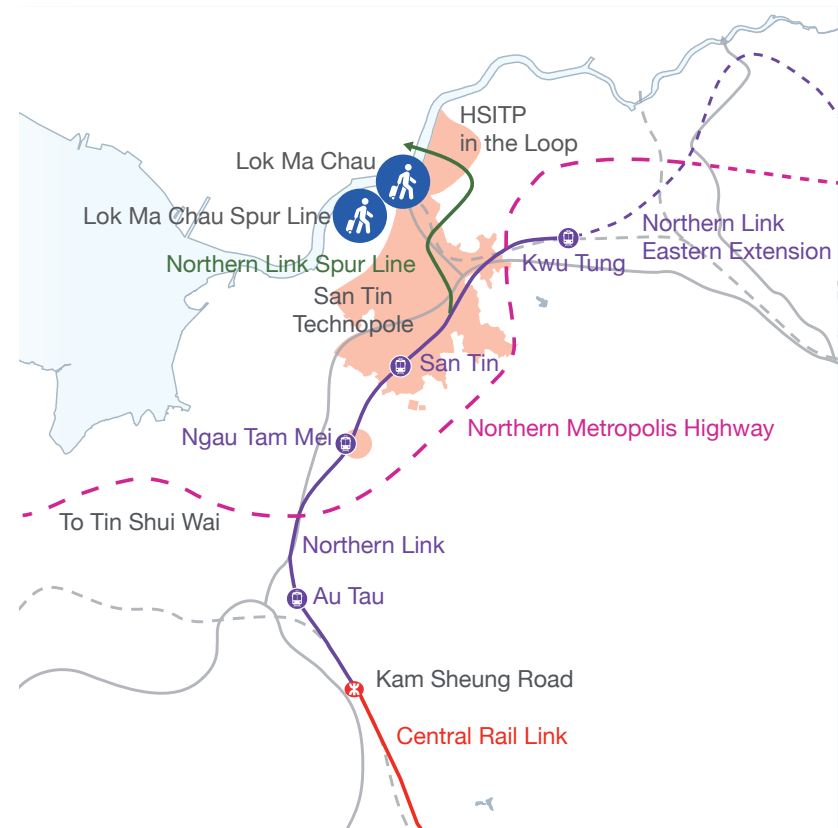 HSITP
in the Loop
Lok Ma Chau
Lok Ma Chau Spur Line
Northern Link
Eastern Extension
Kwu Tung
Northern Link Spur Line
San Tin
Technopole
San Tin
Northern Metropolis Highway
Ngau Tam Mei
To Tin Shui Wai
Northern Link
Au Tau
Kam Sheung Road
Central Rail Link